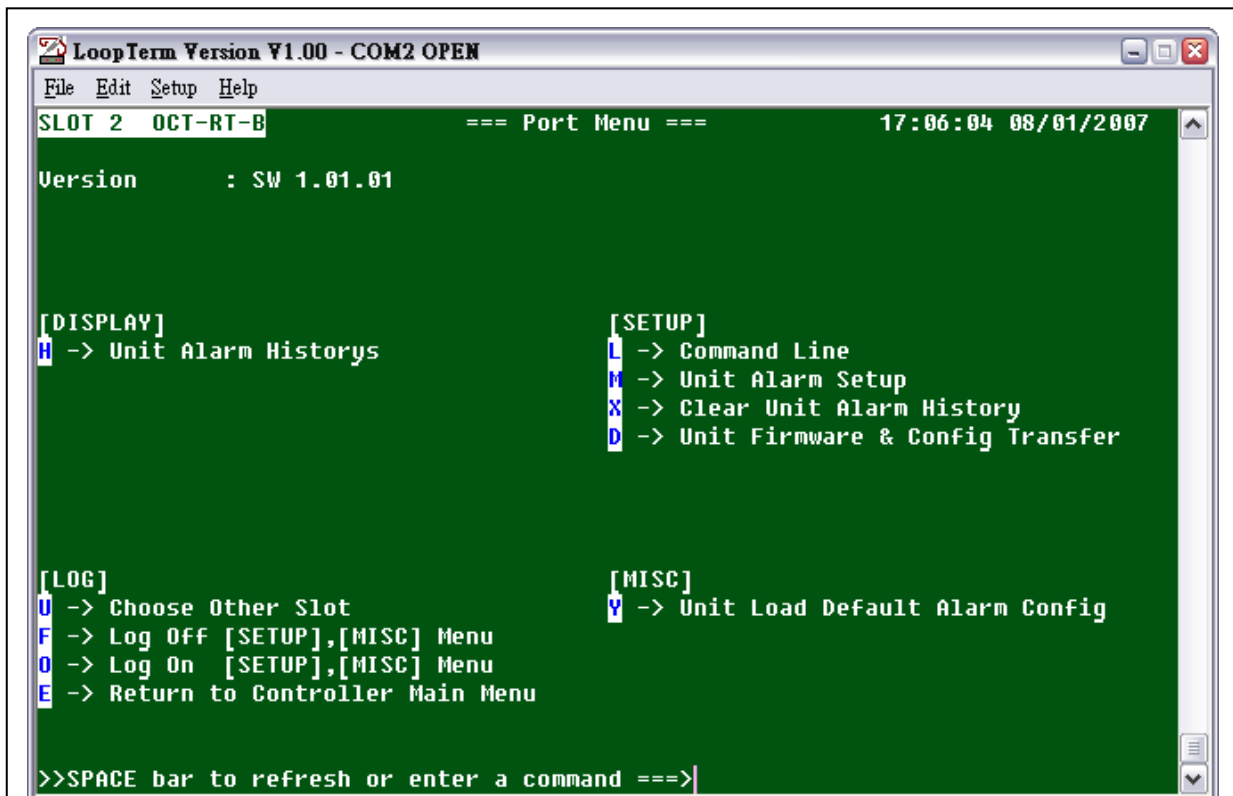 LoopTerm Version V1.00 - COM2 OPEN
File Edit Setup Help
SLOT 2 OCT-RT-B === Port Menu === 17:06:04 08/01/2007
Version : SW 1.01.01
[DISPLAY] [SETUP]
H -> Unit Alarm Historys L -> Command Line
M -> Unit Alarm Setup
X -> Clear Unit Alarm History
D -> Unit Firmware & Config Transfer
[LOG] [MISC]
U -> Choose Other Slot Y -> Unit Load Default Alarm Config
F -> Log Off [SETUP],[MISC] Menu
O -> Log On [SETUP],[MISC] Menu
E -> Return to Controller Main Menu
>>SPACE bar to refresh or enter a command ===>